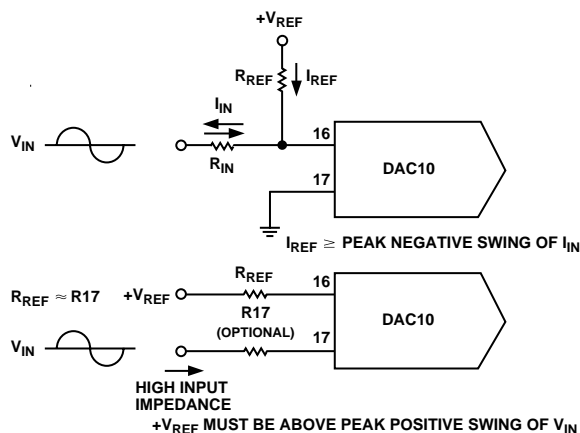 +VREF
RREF
IREF
IIN
VIN
RIN
16
17
DAC10
IREF ≥ PEAK NEGATIVE SWING OF IIN
RREF ≈ R17
+VREF
RREF
16
R17
(OPTIONAL)
DAC10
VIN
17
HIGH INPUT
IMPEDANCE
+VREF MUST BE ABOVE PEAK POSITIVE SWING OF VIN